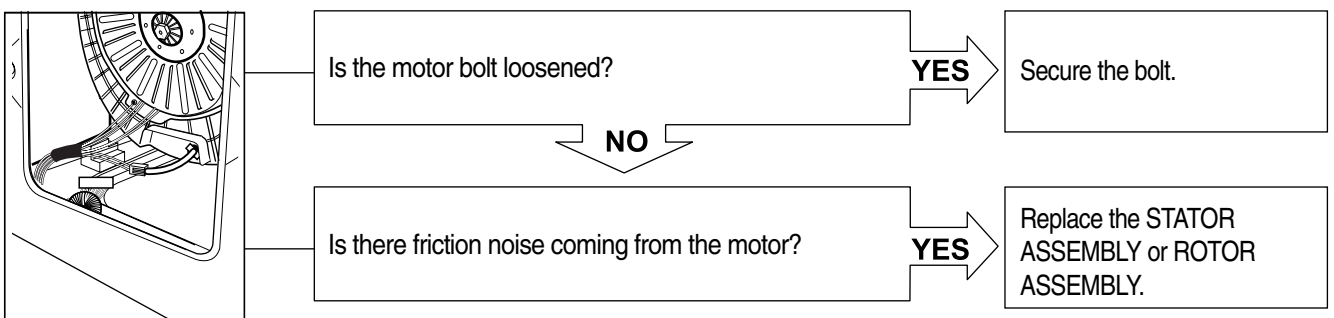 Is the motor bolt loosened?
YES
Secure the bolt.
NO
Is there friction noise coming from the motor?
YES
Replace the STATOR
ASSEMBLY or ROTOR
ASSEMBLY.